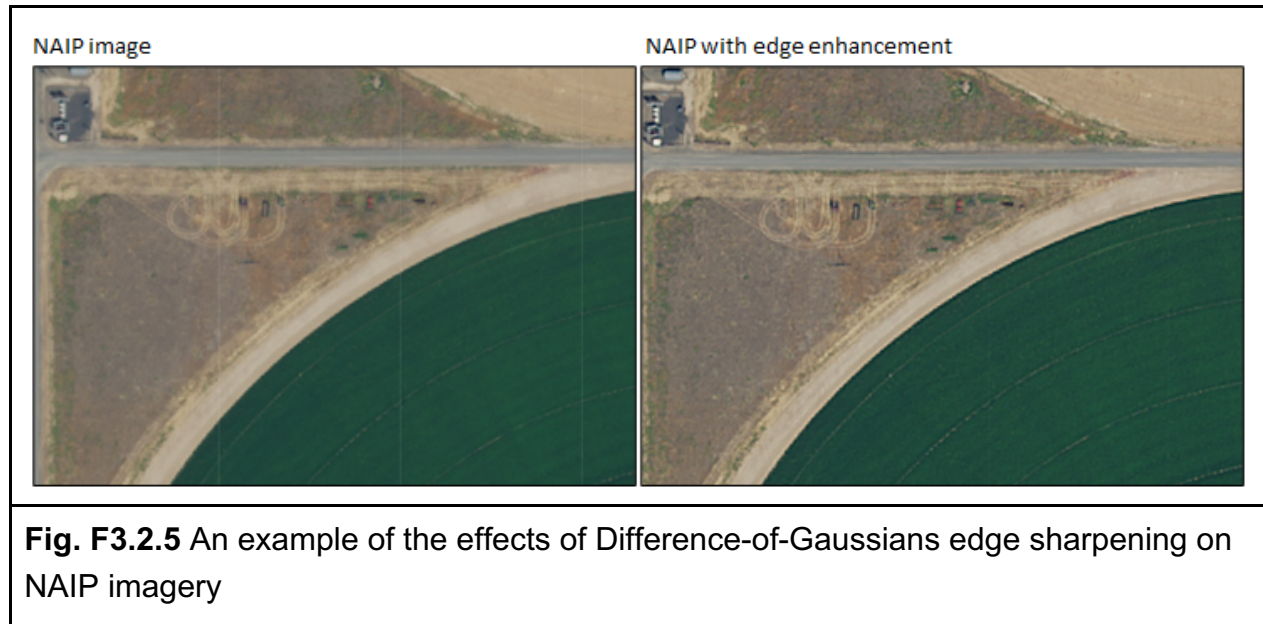 NAIP image
NAIP with edge enhancement
Fig. F3.2.5 An example of the effects of Difference-of-Gaussians edge sharpening on
NAIP imagery